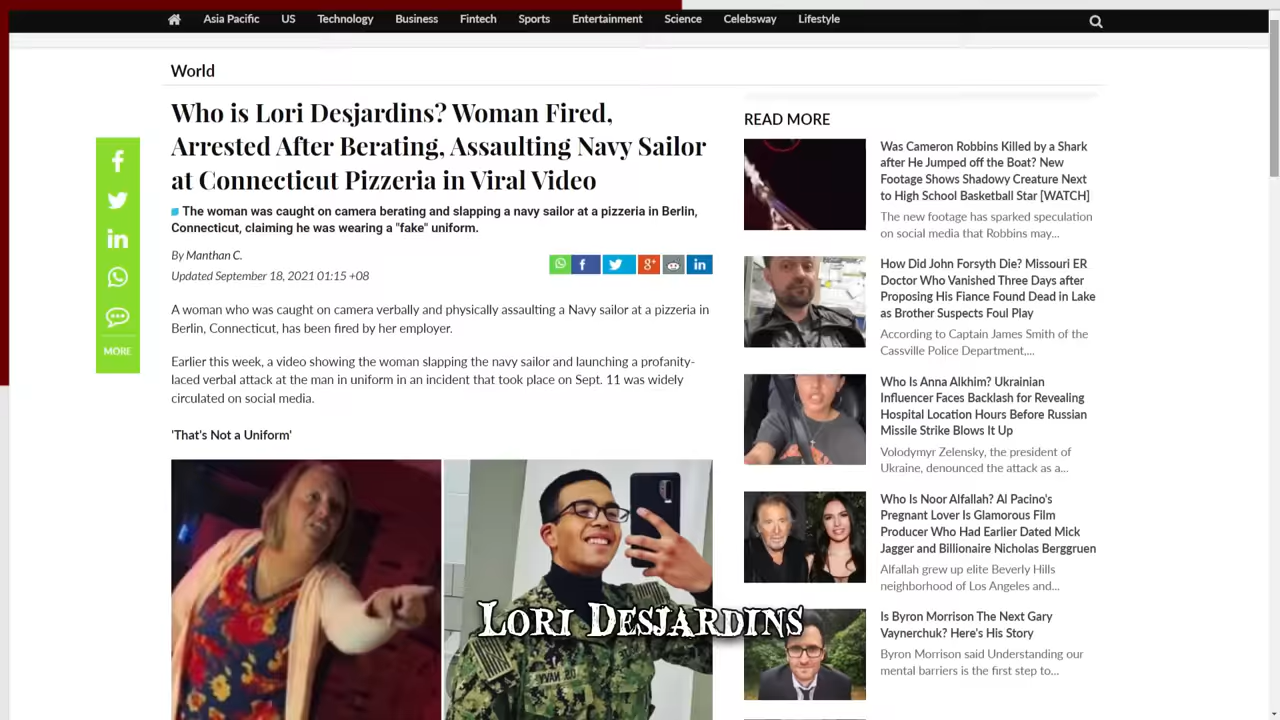 Asia Pacific US Technology Business Fintech Sports Entertainment Science Celebsway Lifestyle
World
Who is Lori Desjardins? Woman Fired,
Arrested After Berating, Assaulting Navy Sailor
at Connecticut Pizzeria in Viral Video
The woman was caught on camera berating and slapping a navy sailor at a pizzeria in Berlin,
Connecticut, claiming he was wearing a "fake" uniform.
By Manthan C.
Updated September 18, 2021 01:15 +08
MORE
A woman who was caught on camera verbally and physically assaulting a Navy sailor at a pizzeria in
Berlin, Connecticut, has been fired by her employer.
Earlier this week, a video showing the woman slapping the navy sailor and launching a profanity-
laced verbal attack at the man in uniform in an incident that took place on Sept. 11 was widely
circulated on social media.
'That's Not a Uniform'
U.S. NAVY
LORI DESJARDINS
READ MORE
Was Cameron Robbins Killed by a Shark
after He Jumped off the Boat? New
Footage Shows Shadowy Creature Next
to High School Basketball Star [WATCH]
The new footage has sparked speculation
on social media that Robbins may...
How Did John Forsyth Die? Missouri ER
Doctor Who Vanished Three Days after
Proposing His Fiance Found Dead in Lake
as Brother Suspects Foul Play
According to Captain James Smith of the
Cassville Police Department,...
Who Is Anna Alkhim? Ukrainian
Influencer Faces Backlash for Revealing
Hospital Location Hours Before Russian
Missile Strike Blows It Up
Volodymyr Zelensky, the president of
Ukraine, denounced the attack as a...
Who Is Noor Alfallah? Al Pacino's
Pregnant Lover Is Glamorous Film
Producer Who Had Earlier Dated Mick
Jagger and Billionaire Nicholas Berggruen
Alfallah grew up elite Beverly Hills
neighborhood of Los Angeles and...
Is Byron Morrison The Next Gary
Vaynerchuk? Here's His Story
Byron Morrison said Understanding our
mental barriers is the first step to...